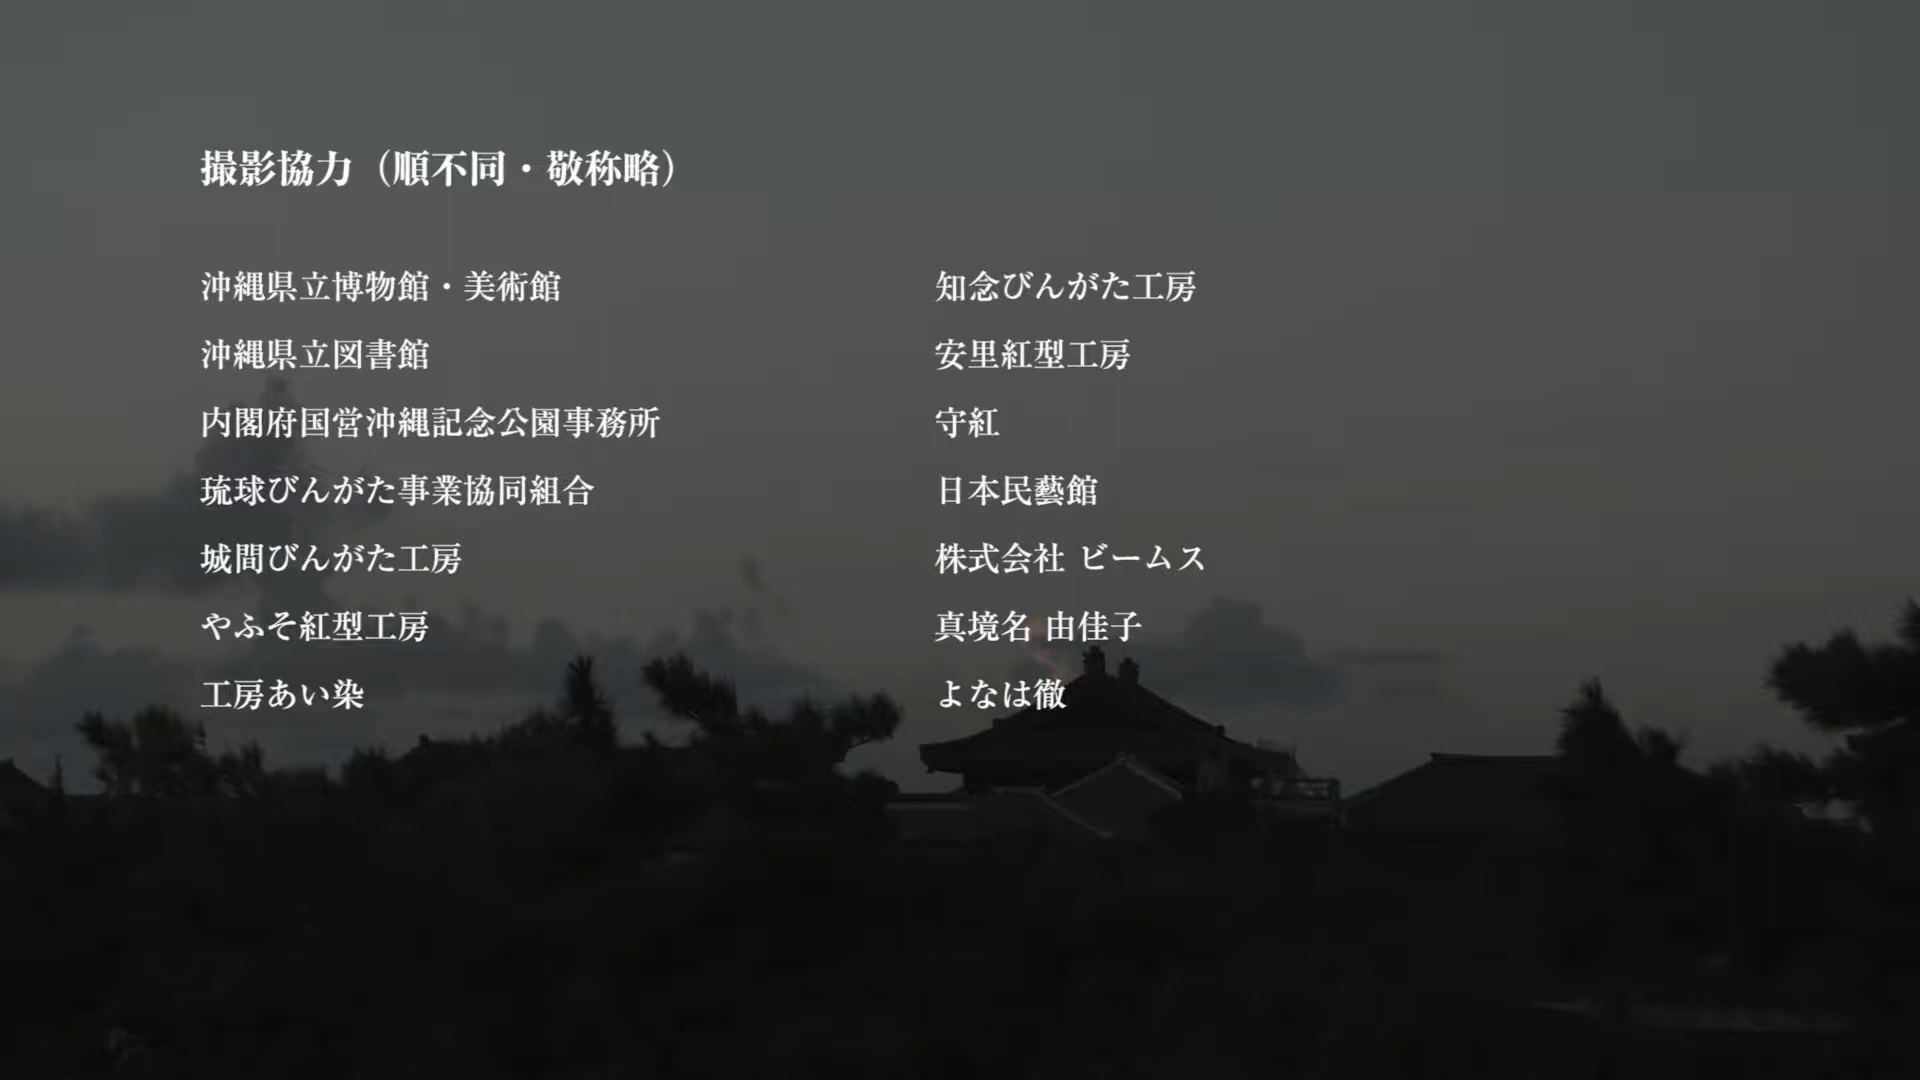 撮影協力（順不同・敬称略）
沖縄県立博物館・美術館
沖縄県立図書館
内閣府国営沖縄記念公園事務所
琉球びんがた事業協同組合
城間びんがた工房
やふそ紅型工房
工房あい染
知念びんがた工房
安里紅型工房
守紅
日本民藝館
株式会社 ビームス
真境名 由佳子
よなは徹